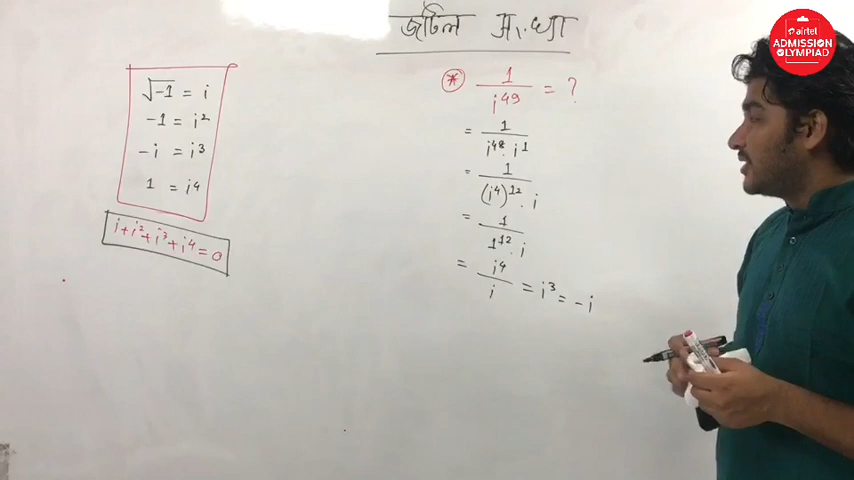 জটিল সংখ্যা
√-1 = i
-1 = i²
-i = i³
1 = i⁴
i+i²+i³+i⁴=0
* 1/i⁴⁹ = ?
= 1/(i⁴⁸ · i¹)
= 1/((i⁴)¹² · i)
= 1/(1¹² · i)
= i⁴/i = i³ = -i
airtel
ADMISSION
OLYMPIAD